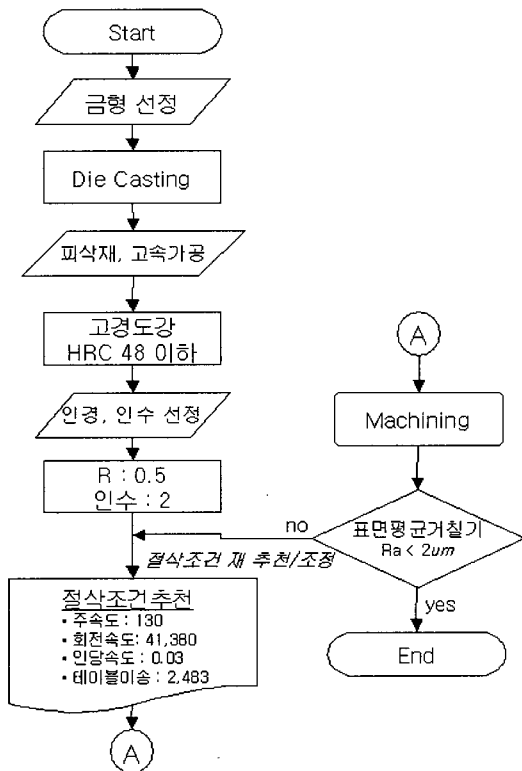 Start
금형 선정
Die Casting
피삭재, 고속가공
고경도강
HRC 48 이하
인경, 인수 선정
R : 0.5
인수 : 2
절삭조건 재 추천/조정
절삭조건 추천
• 주속도 : 130
• 회전속도 : 41,380
• 인당속도 : 0.03
• 테이블이송 : 2,483
A
A
Machining
표면평균거칠기
Ra < 2um
no
yes
End